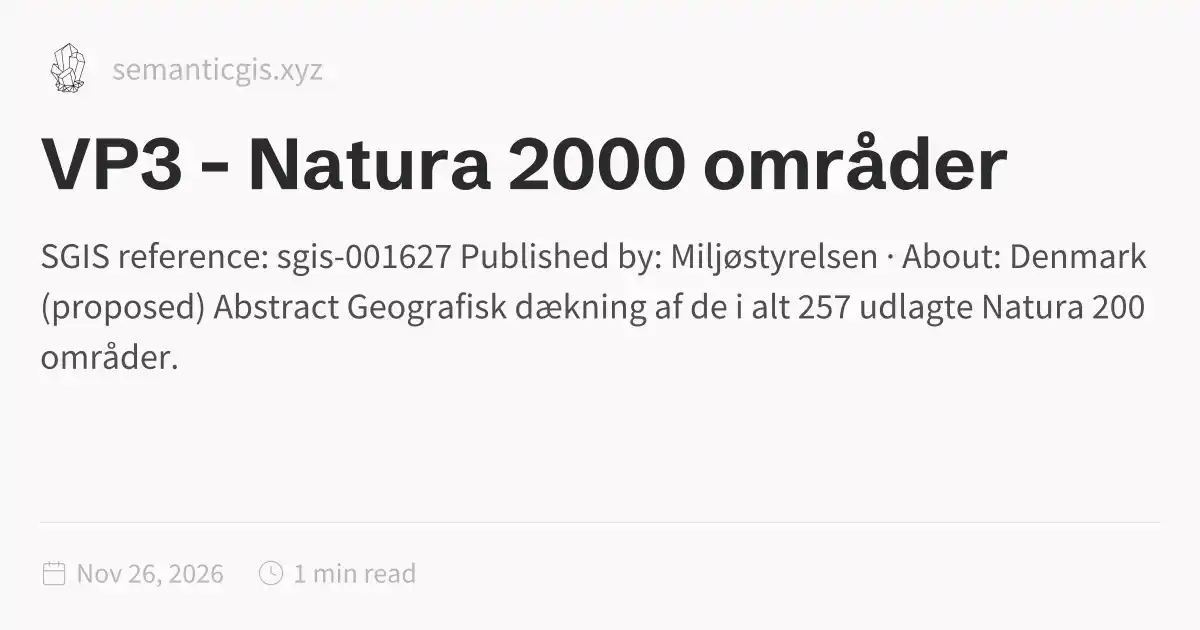 semanticgis.xyz
VP3 – Natura 2000 områder
SGIS reference: sgis-001627 Published by: Miljøstyrelsen · About: Denmark
(proposed) Abstract Geografisk dækning af de i alt 257 udlagte Natura 200
områder.
Nov 26, 2026 1 min read